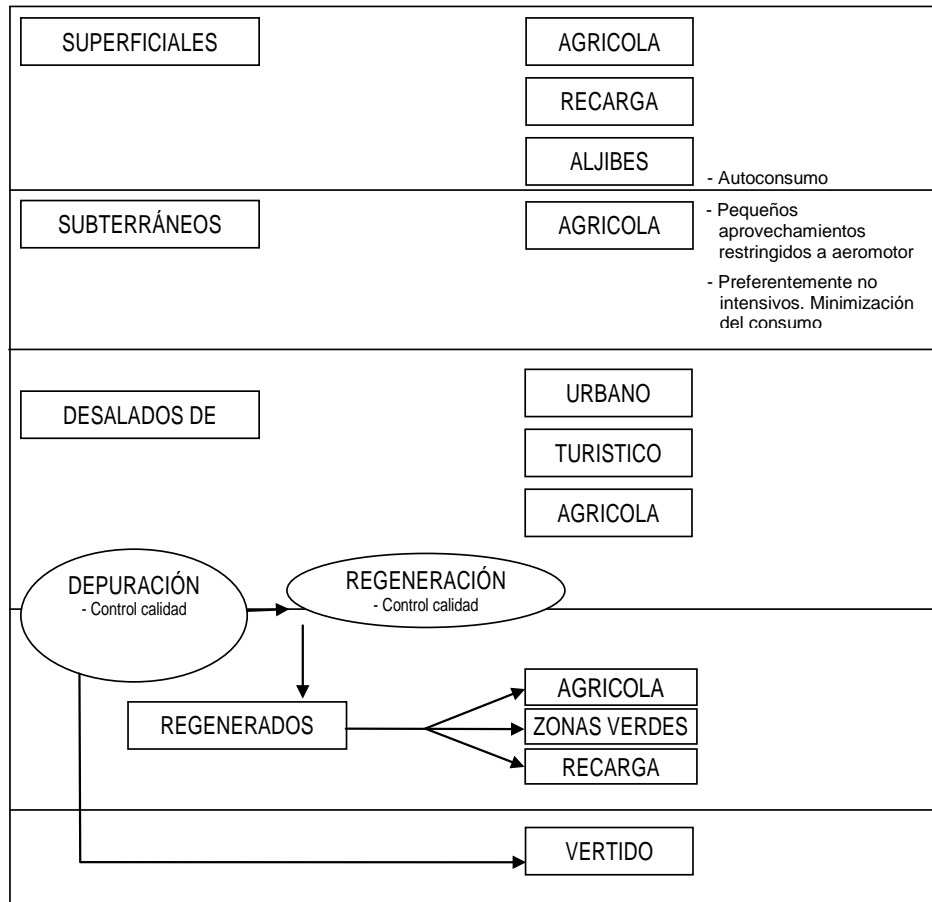 SUPERFICIALES
AGRICOLA
RECARGA
ALJIBES
- Autoconsumo
SUBTERRÁNEOS
AGRICOLA
- Pequeños
aprovechamientos
restringidos a aeromotor
- Preferentemente no
intensivos. Minimización
del consumo
DESALADOS DE
URBANO
TURISTICO
AGRICOLA
DEPURACIÓN
- Control calidad
REGENERACIÓN
- Control calidad
REGENERADOS
AGRICOLA
ZONAS VERDES
RECARGA
VERTIDO